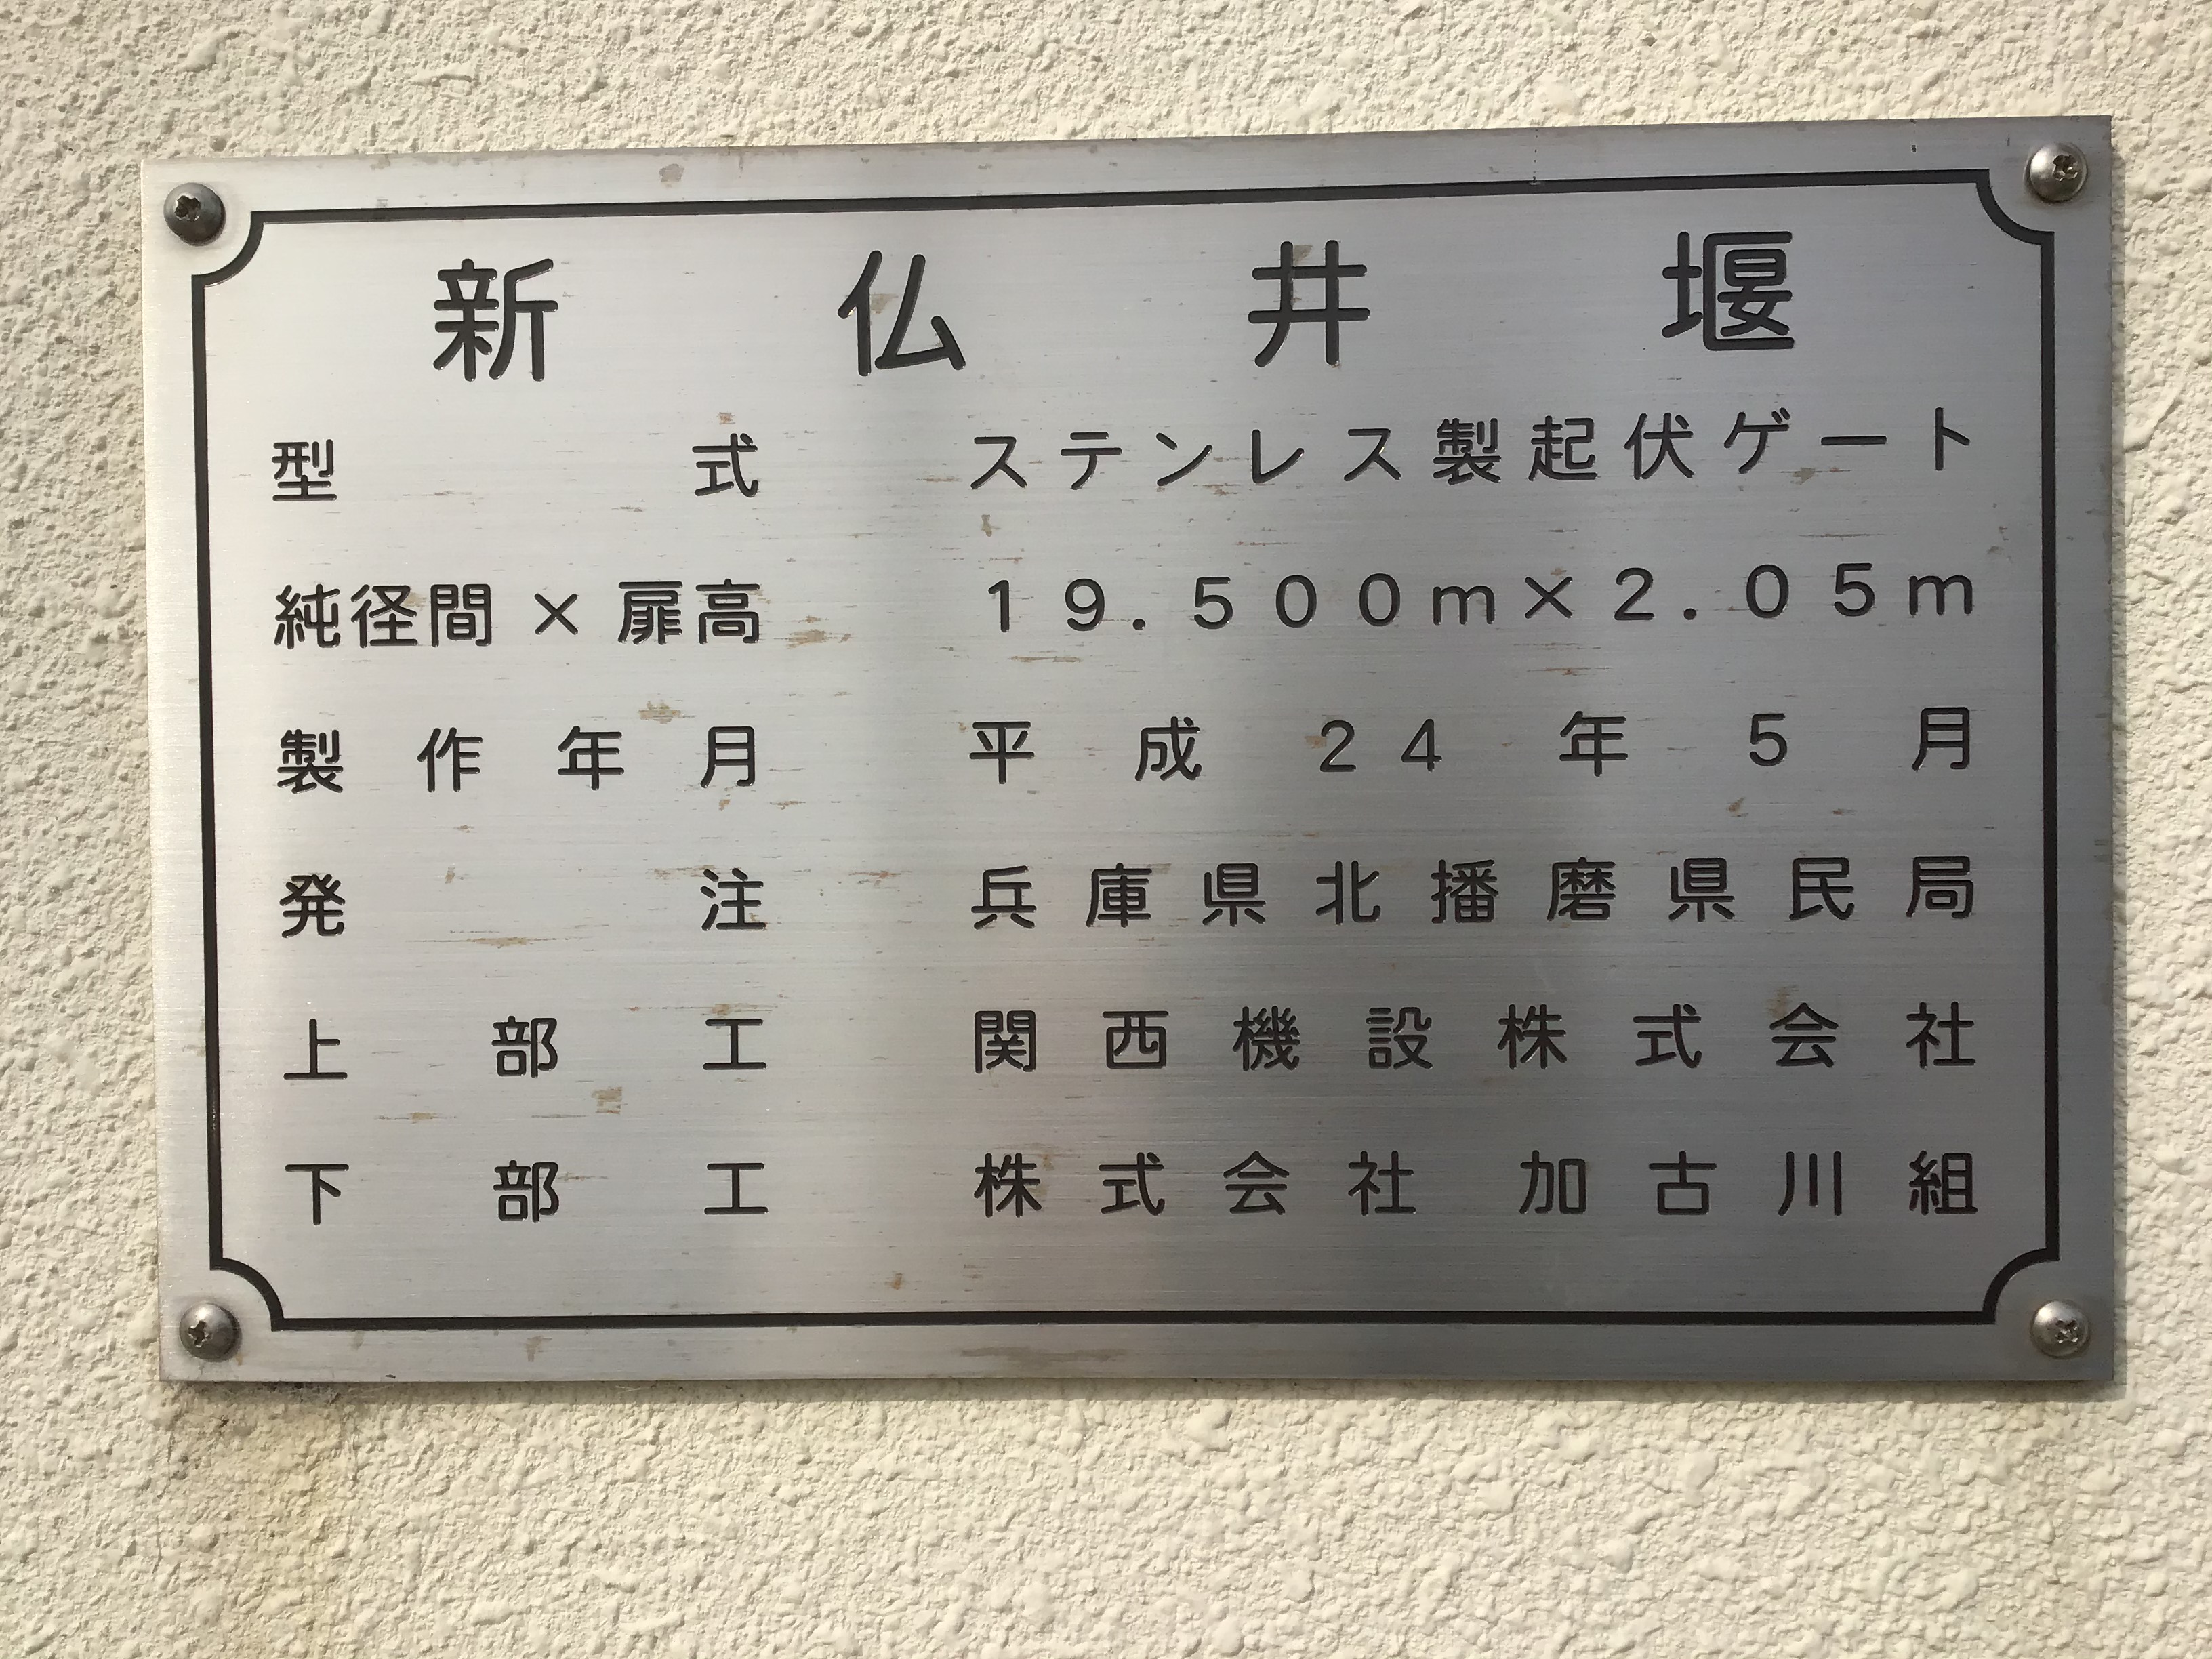 新仏井堰
型式 ステンレス製起伏ゲート
純径間×扉高 19.500m×2.05m
製作年月 平成24年5月
発注 兵庫県北播磨県民局
上部工 関西機設株式会社
下部工 株式会社 加古川組